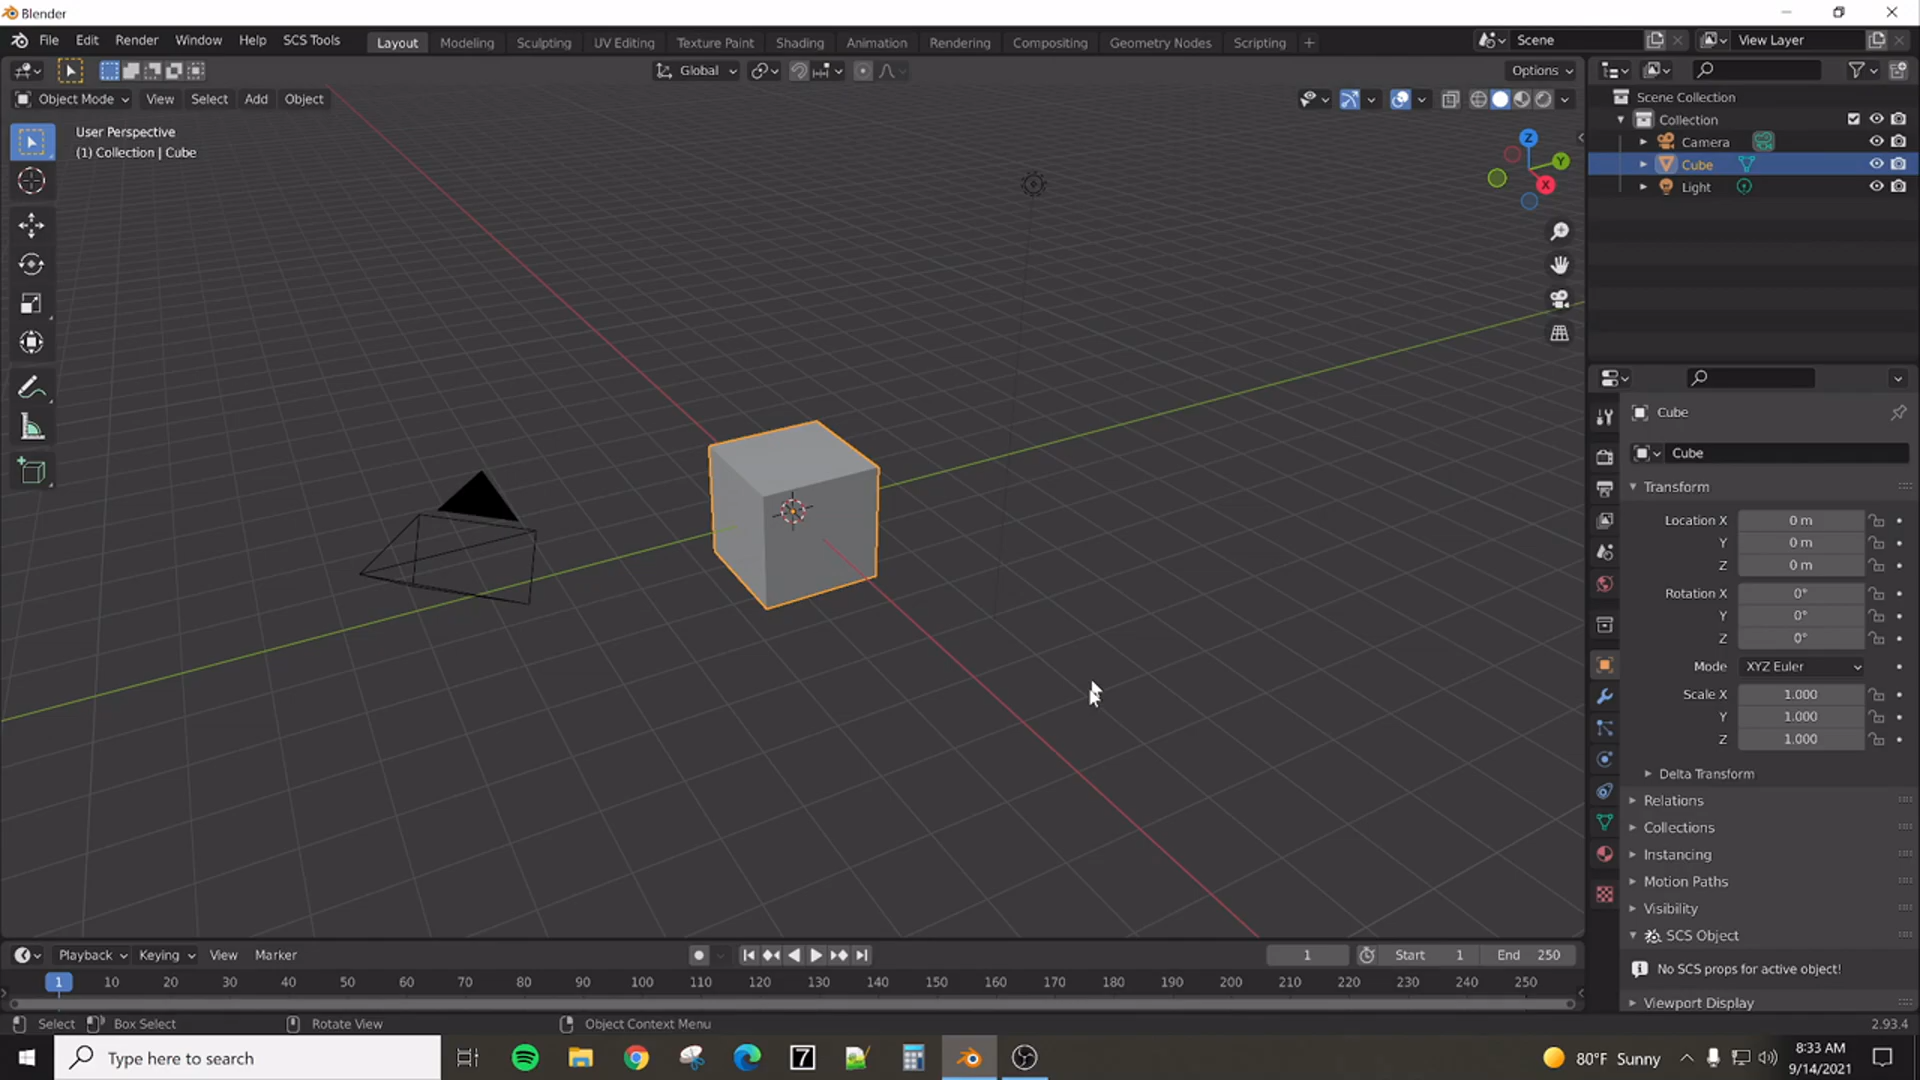 Blender
File Edit Render Window Help SCS Tools Layout Modeling Sculpting UV Editing Texture Paint Shading Animation Rendering Compositing Geometry Nodes Scripting + Scene View Layer
Global Options
Object Mode View Select Add Object
User Perspective
(1) Collection | Cube
Z
Y
X
Scene Collection
Collection
Camera
Cube
Light
Cube
Cube
Transform
Location X 0 m
Y 0 m
Z 0 m
Rotation X 0°
Y 0°
Z 0°
Mode XYZ Euler
Scale X 1.000
Y 1.000
Z 1.000
Delta Transform
Relations
Collections
Instancing
Motion Paths
Visibility
SCS Object
No SCS props for active object!
Viewport Display
Playback Keying View Marker 1 Start 1 End 250
1 10 20 30 40 50 60 70 80 90 100 110 120 130 140 150 160 170 180 190 200 210 220 230 240 250
Select Box Select Rotate View Object Context Menu 2.93.4
Type here to search 7 80°F Sunny 8:33 AM
9/14/2021